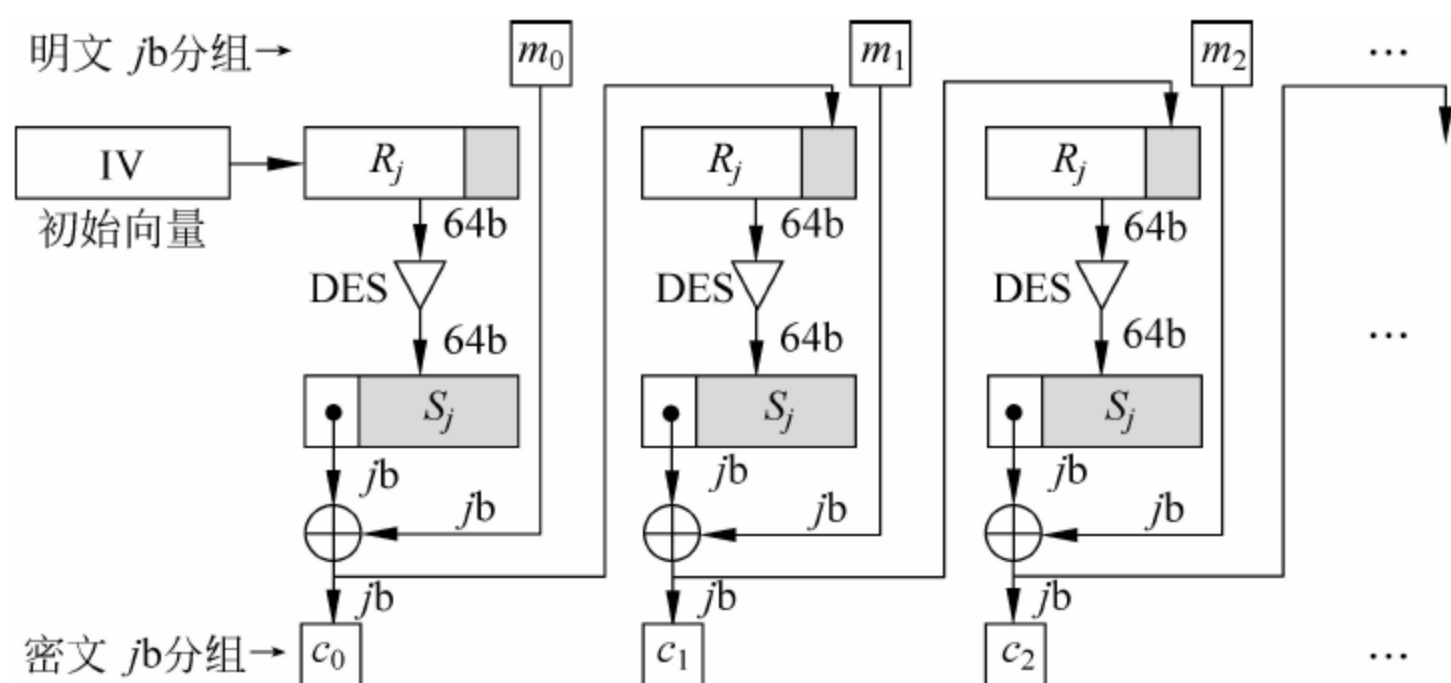 明文 jb分组→ m₀ m₁ m₂ …
IV Rⱼ Rⱼ Rⱼ
初始向量 64b 64b 64b
DES DES DES
64b 64b 64b …
Sⱼ Sⱼ Sⱼ
jb jb jb
jb jb jb
jb jb jb
密文 jb分组→ c₀ c₁ c₂ …